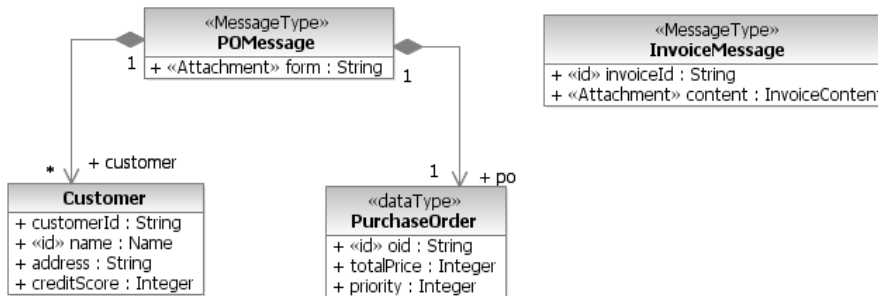 «MessageType»
POMessage
+ «Attachment» form : String
1
1
«MessageType»
InvoiceMessage
+ «id» invoiceId : String
+ «Attachment» content : InvoiceContent
* + customer
1 + po
Customer
+ customerId : String
+ «id» name : Name
+ address : String
+ creditScore : Integer
«dataType»
PurchaseOrder
+ «id» oid : String
+ totalPrice : Integer
+ priority : Integer